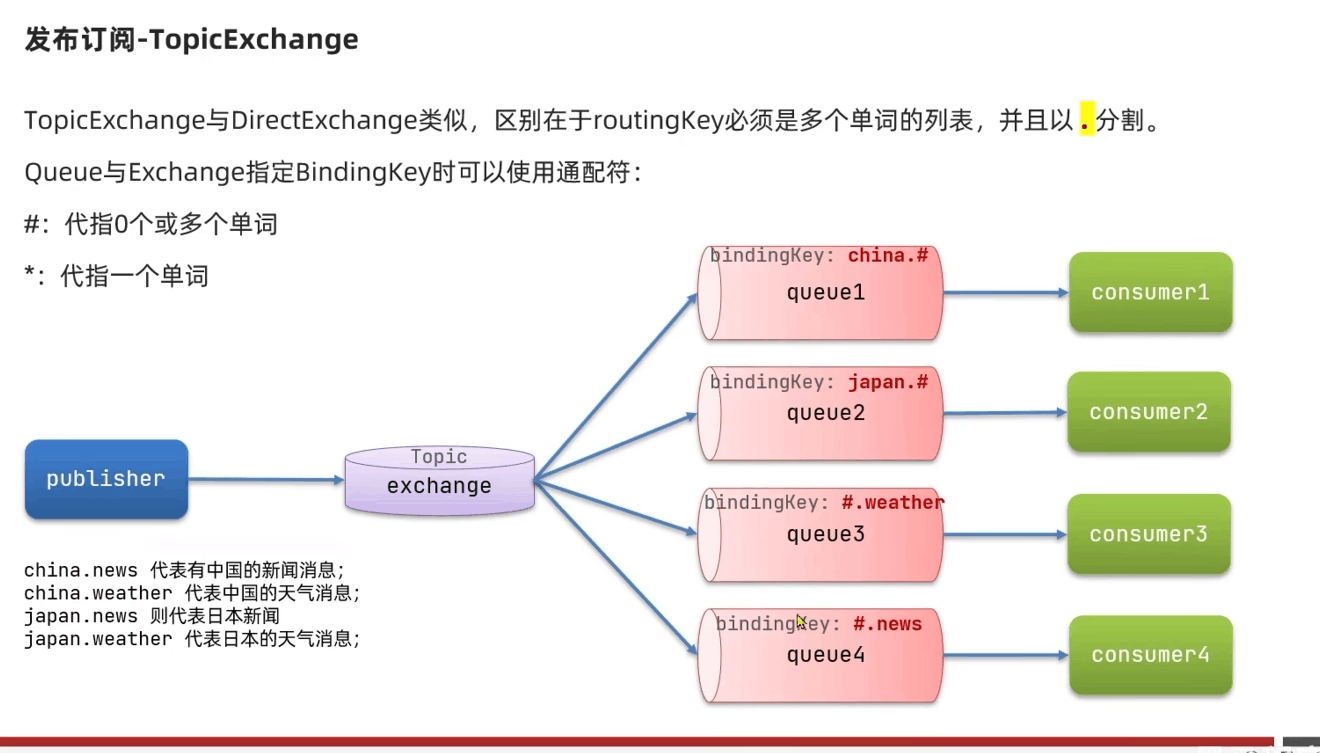 发布订阅-TopicExchange
TopicExchange与DirectExchange类似，区别在于routingKey必须是多个单词的列表，并且以 . 分割。
Queue与Exchange指定BindingKey时可以使用通配符：
#：代指0个或多个单词
*：代指一个单词
bindingKey: china.#
queue1
consumer1
bindingKey: japan.#
queue2
consumer2
publisher
Topic
exchange
bindingKey: #.weather
queue3
consumer3
china.news 代表有中国的新闻消息;
china.weather 代表中国的天气消息;
japan.news 则代表日本新闻
japan.weather 代表日本的天气消息;
bindingKey: #.news
queue4
consumer4